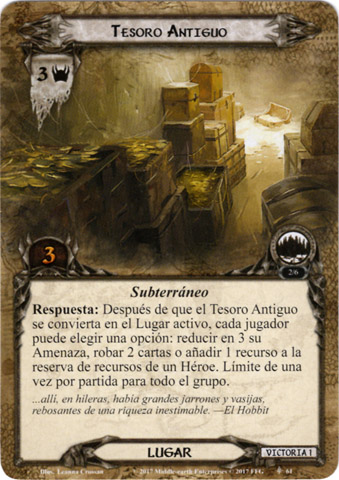 TESORO ANTIGUO
3
3
2/6
Subterráneo
Respuesta: Después de que el Tesoro Antiguo
se convierta en el Lugar activo, cada jugador
puede elegir una opción: reducir en 3 su
Amenaza, robar 2 cartas o añadir 1 recurso a la
reserva de recursos de un Héroe. Límite de una
vez por partida para todo el grupo.
...allí, en hileras, había grandes jarrones y vasijas,
rebosantes de una riqueza inestimable. —El Hobbit
LUGAR
VICTORIA 1
Illus. Leanna Crossan © 2017 Middle-earth Enterprises © 2017 FFG 61